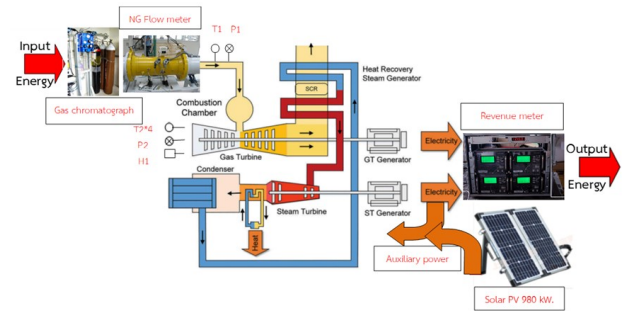 NG Flow meter
T1 P1
Input
Energy
Gas chromatograph
Heat Recovery
Steam Generator
SCR
Combustion
Chamber
T2*4
P2
H1
Gas Turbine
GT Generator
Electricity
Revenue meter
Output
Energy
Condenser
Steam Turbine
ST Generator
Electricity
Heat
Auxiliary power
Solar PV 980 kW.